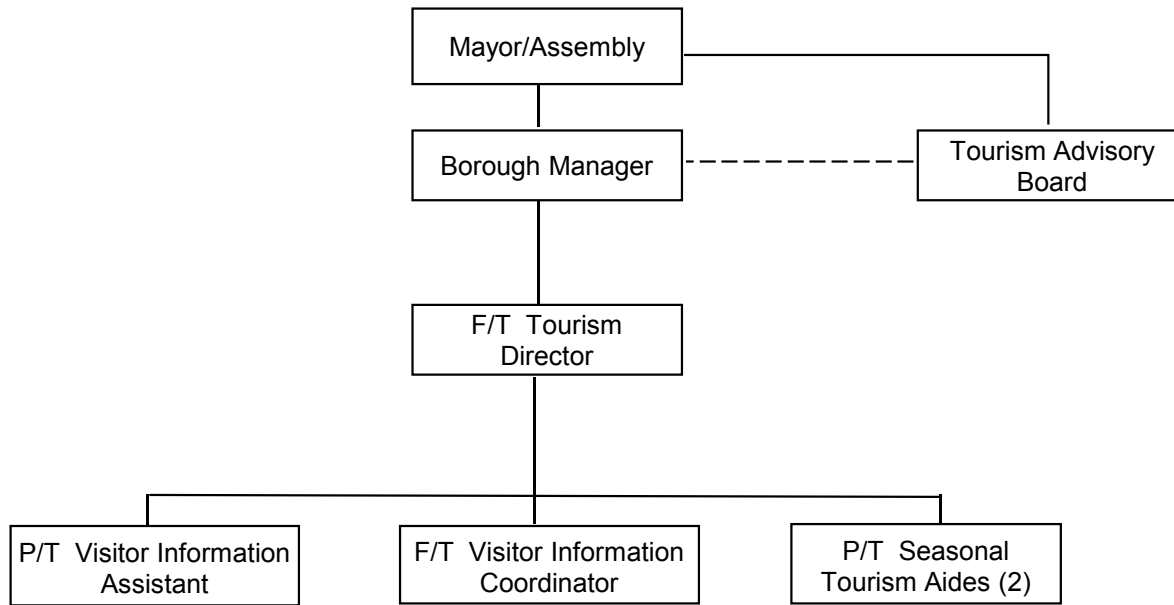 Mayor/Assembly
Borough Manager
Tourism Advisory
Board
F/T Tourism
Director
P/T Visitor Information
Assistant
F/T Visitor Information
Coordinator
P/T Seasonal
Tourism Aides (2)